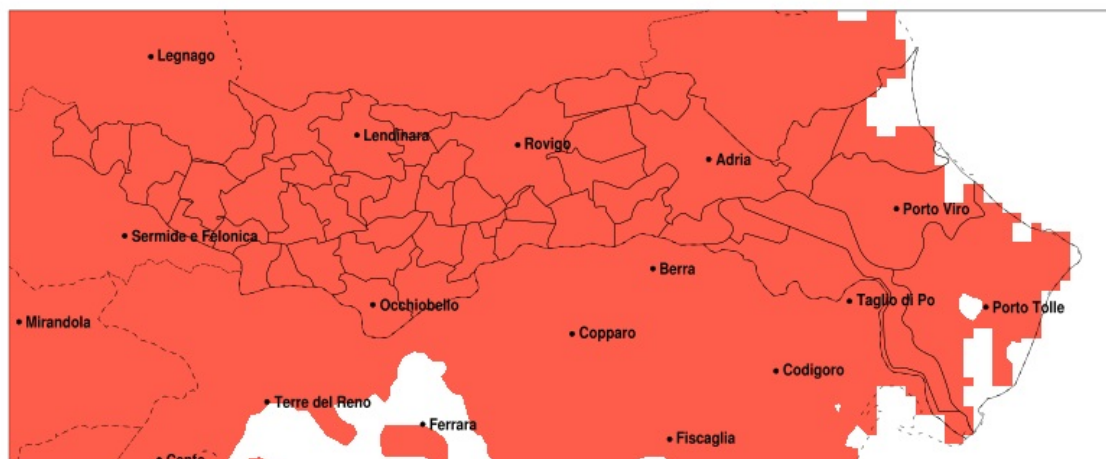 Legnago
Lendinara
Rovigo
Adria
Porto Viro
Sermide e Felonica
Berra
Taglio di Po
Porto Tolle
Occhiobello
Mirandola
Copparo
Codigoro
Terre del Reno
Ferrara
Fiscaglia